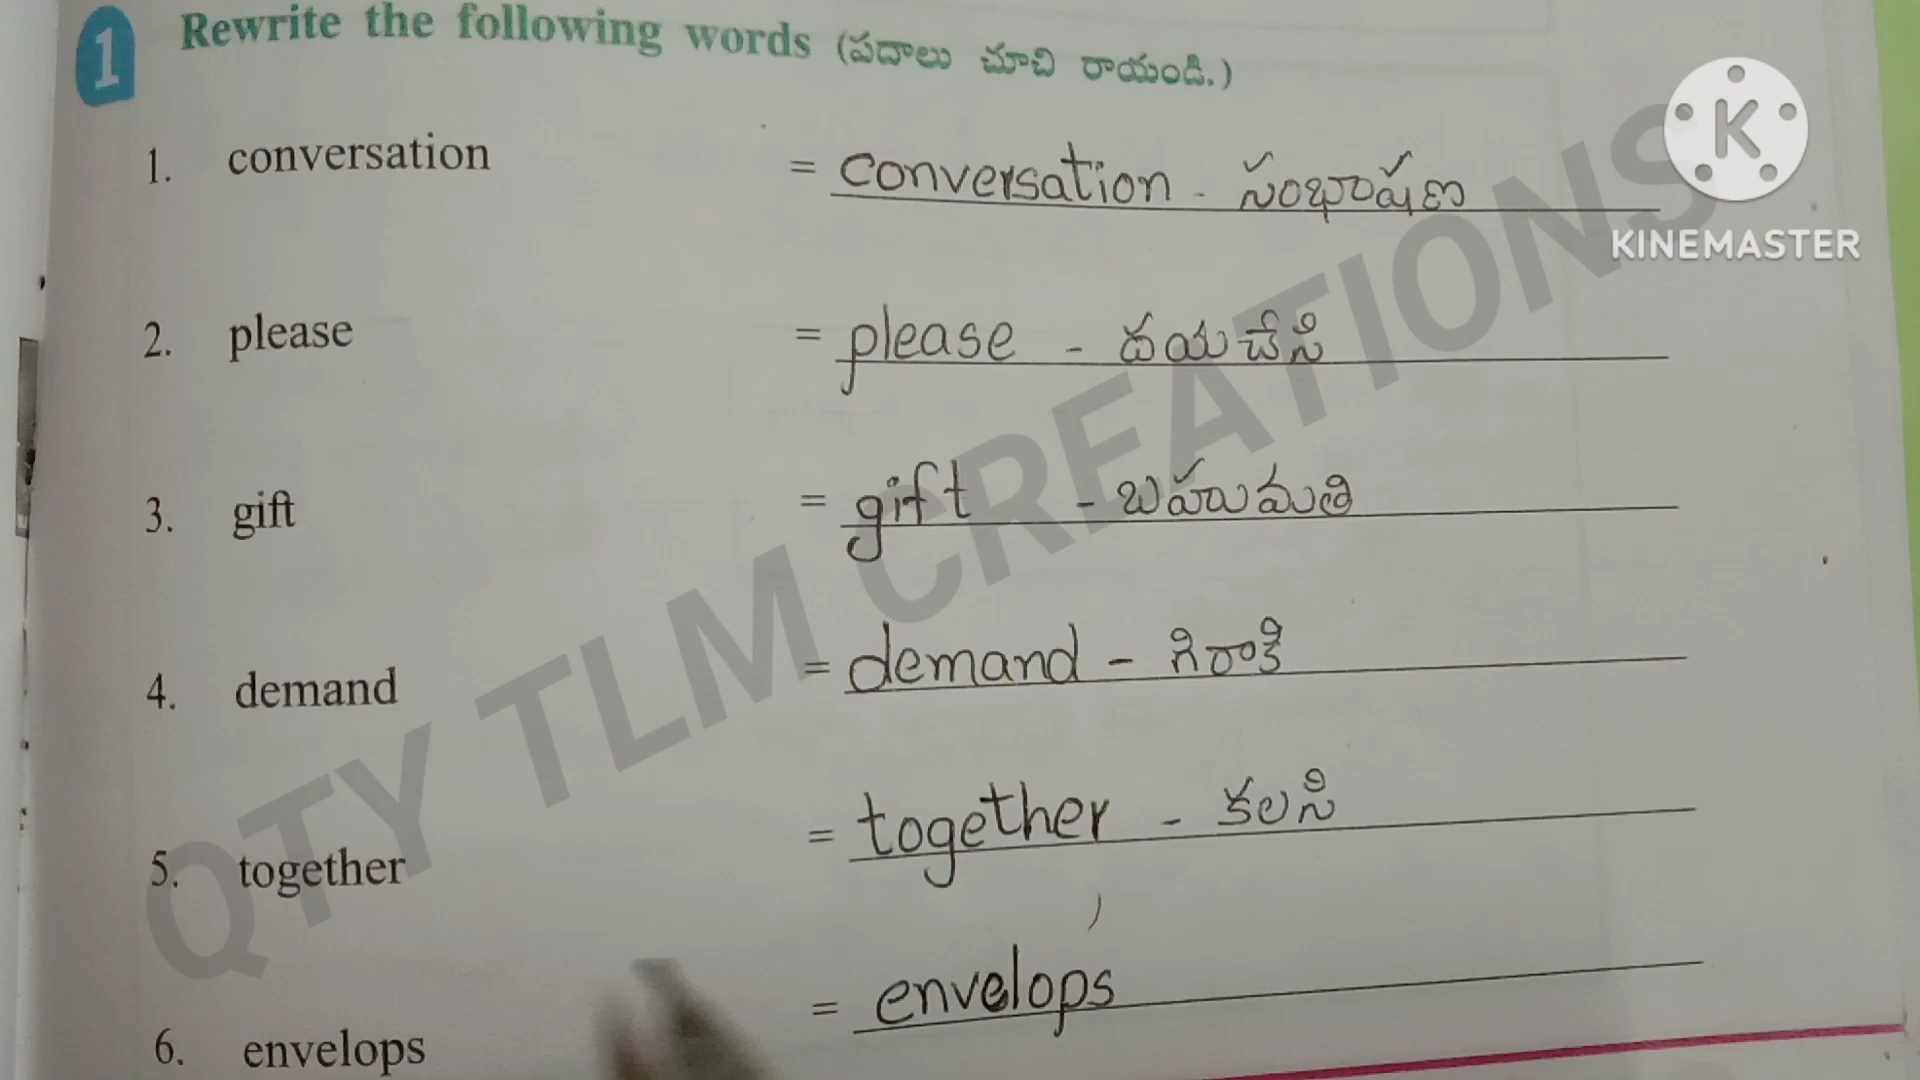 1 Rewrite the following words (పదాలు చూచి రాయండి.)
1. conversation = conversation - సంభాషణ
2. please = please - దయచేసి
3. gift = gift - బహుమతి
4. demand = demand - గిరాకి
5. together = together - కలసి
6. envelops = envelops
K
KINEMASTER
QTY TLM CREATIONS